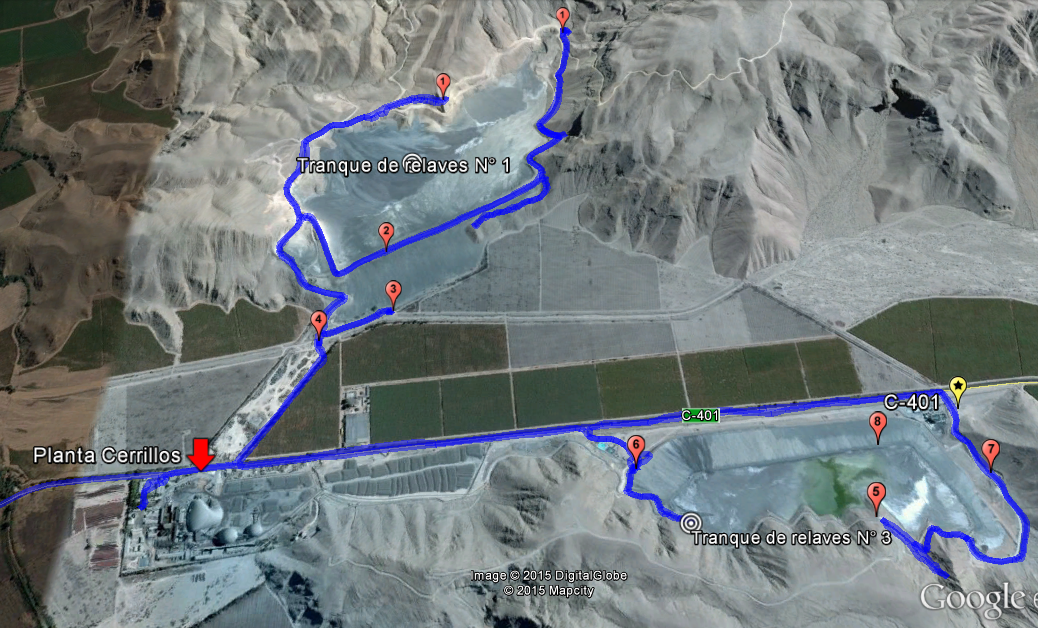 1
1
Tranque de relaves N° 1
2
3
4
C-401
C-401
8
Planta Cerrillos
6
7
5
Tranque de relaves N° 3
Image © 2015 DigitalGlobe
© 2015 Mapcity
Google e